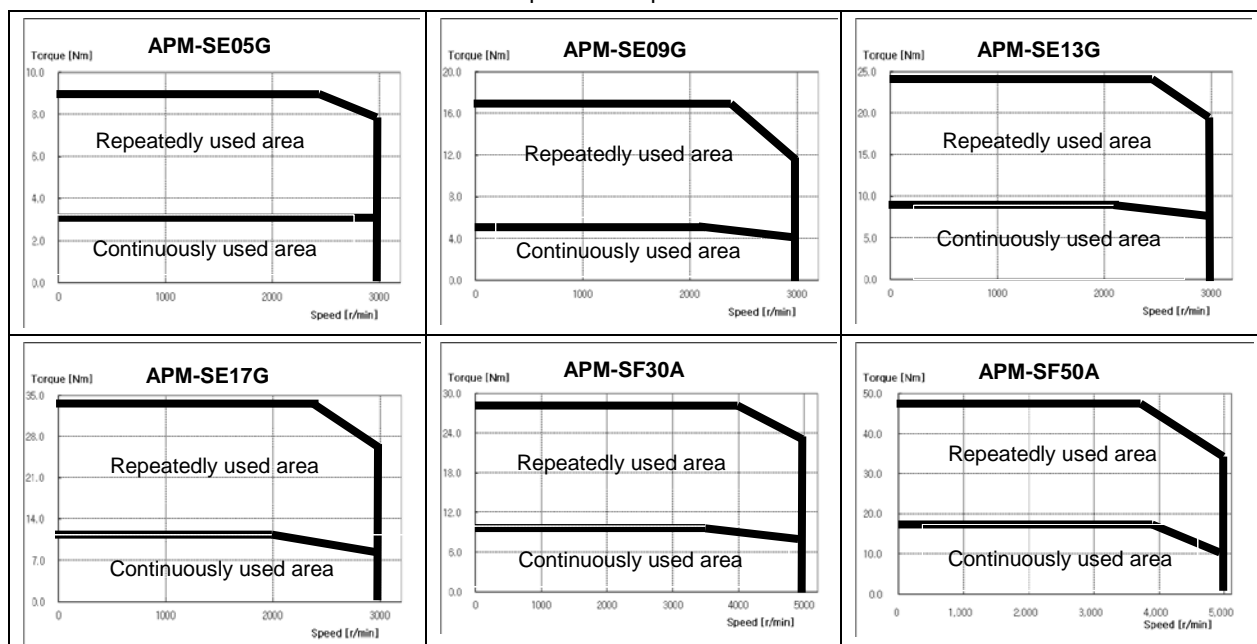 APM-SE05G
Torque [Nm]
10.0
8.0
6.0
4.0
2.0
0.0
Repeatedly used area
Continuously used area
0 1000 2000 3000
Speed [r/min]
APM-SE09G
Torque [Nm]
20.0
16.0
12.0
8.0
4.0
0.0
Repeatedly used area
Continuously used area
0 1000 2000 3000
Speed [r/min]
APM-SE13G
Torque [Nm]
25.0
20.0
15.0
10.0
5.0
0.0
Repeatedly used area
Continuously used area
0 1000 2000 3000
Speed [r/min]
APM-SE17G
Torque [Nm]
35.0
28.0
21.0
14.0
7.0
0.0
Repeatedly used area
Continuously used area
0 1000 2000 3000
Speed [r/min]
APM-SF30A
Torque [Nm]
30.0
24.0
18.0
12.0
6.0
0.0
Repeatedly used area
Continuously used area
0 1000 2000 3000 4000 5000
Speed [r/min]
APM-SF50A
Torque [Nm]
50.0
40.0
30.0
20.0
10.0
0.0
Repeatedly used area
Continuously used area
0 1,000 2,000 3,000 4,000 5,000
Speed [r/min]